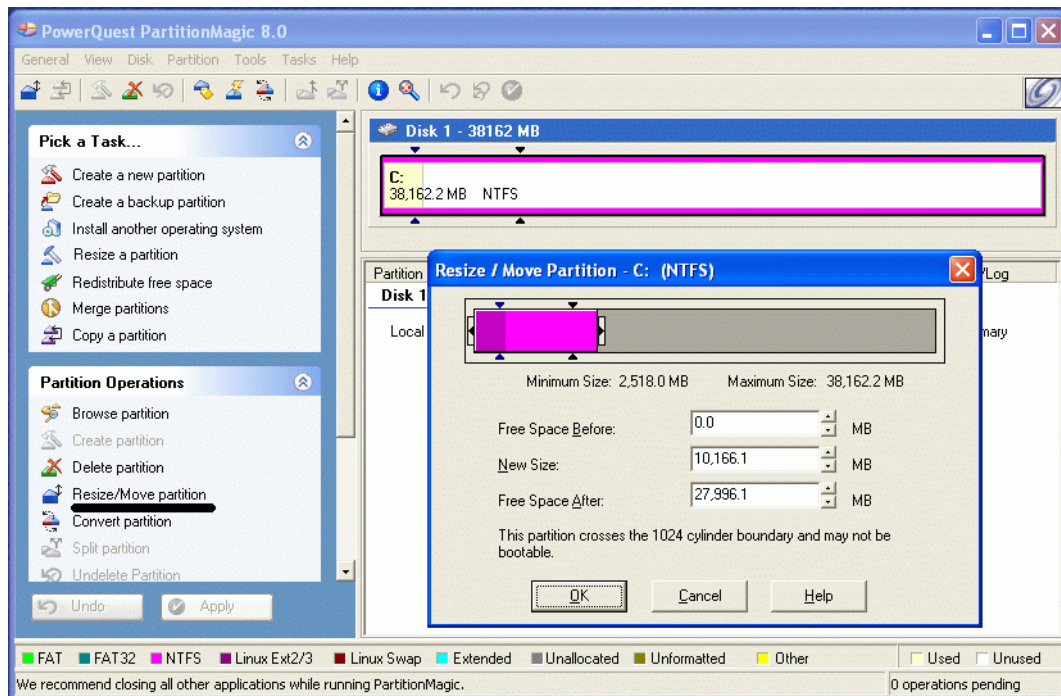 PowerQuest PartitionMagic 8.0
General View Disk Partition Tools Tasks Help
Pick a Task...
Create a new partition
Create a backup partition
Install another operating system
Resize a partition
Redistribute free space
Merge partitions
Copy a partition
Partition Operations
Browse partition
Create partition
Delete partition
Resize/Move partition
Convert partition
Split partition
Undelete Partition
Undo Apply
Disk 1 - 38162 MB
C:
38,162.2 MB NTFS
Partition
/Log
Disk 1
Local
mary
Resize / Move Partition - C: (NTFS)
Minimum Size: 2,518.0 MB Maximum Size: 38,162.2 MB
Free Space Before: 0.0 MB
New Size: 10,166.1 MB
Free Space After: 27,996.1 MB
This partition crosses the 1024 cylinder boundary and may not be
bootable.
OK Cancel Help
FAT FAT32 NTFS Linux Ext2/3 Linux Swap Extended Unallocated Unformatted Other Used Unused
We recommend closing all other applications while running PartitionMagic. 0 operations pending